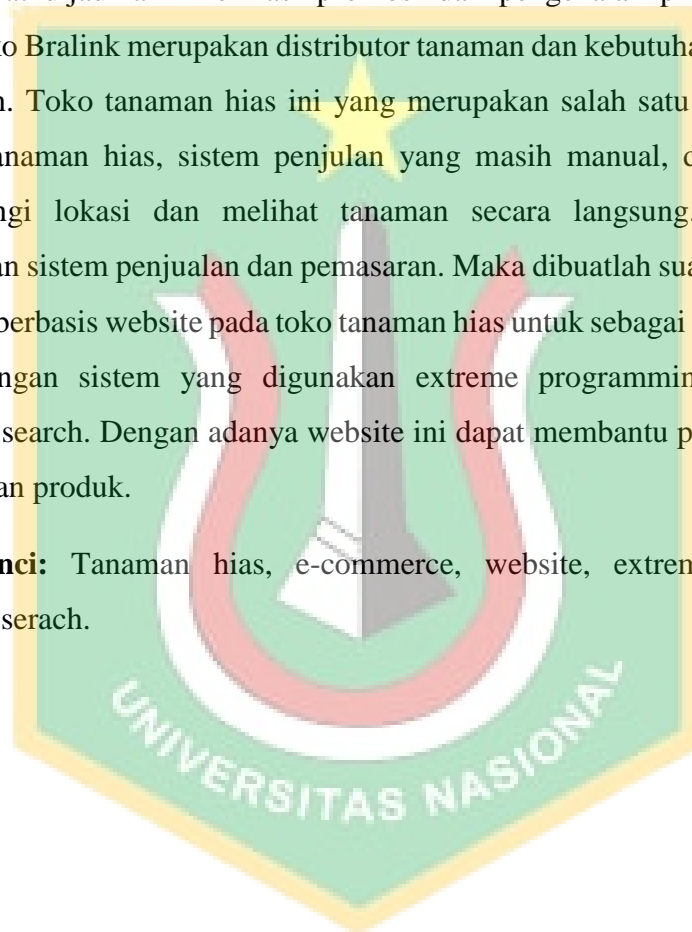 dan
ko Bralink merupakan distributor tanaman dan kebutuha
n. Toko tanaman hias ini yang merupakan salah satu
anaman hias, sistem penjulan yang masih manual, d
ngi lokasi dan melihat tanaman secara langsung.
an sistem penjualan dan pemasaran. Maka dibuatlah sua
berbasis website pada toko tanaman hias untuk sebagai
ngan sistem yang digunakan extreme programmin
search. Dengan adanya website ini dapat membantu p
an produk.
nci: Tanaman hias, e-commerce, website, extrem
serach.
UNIVERSITAS NASIONAL